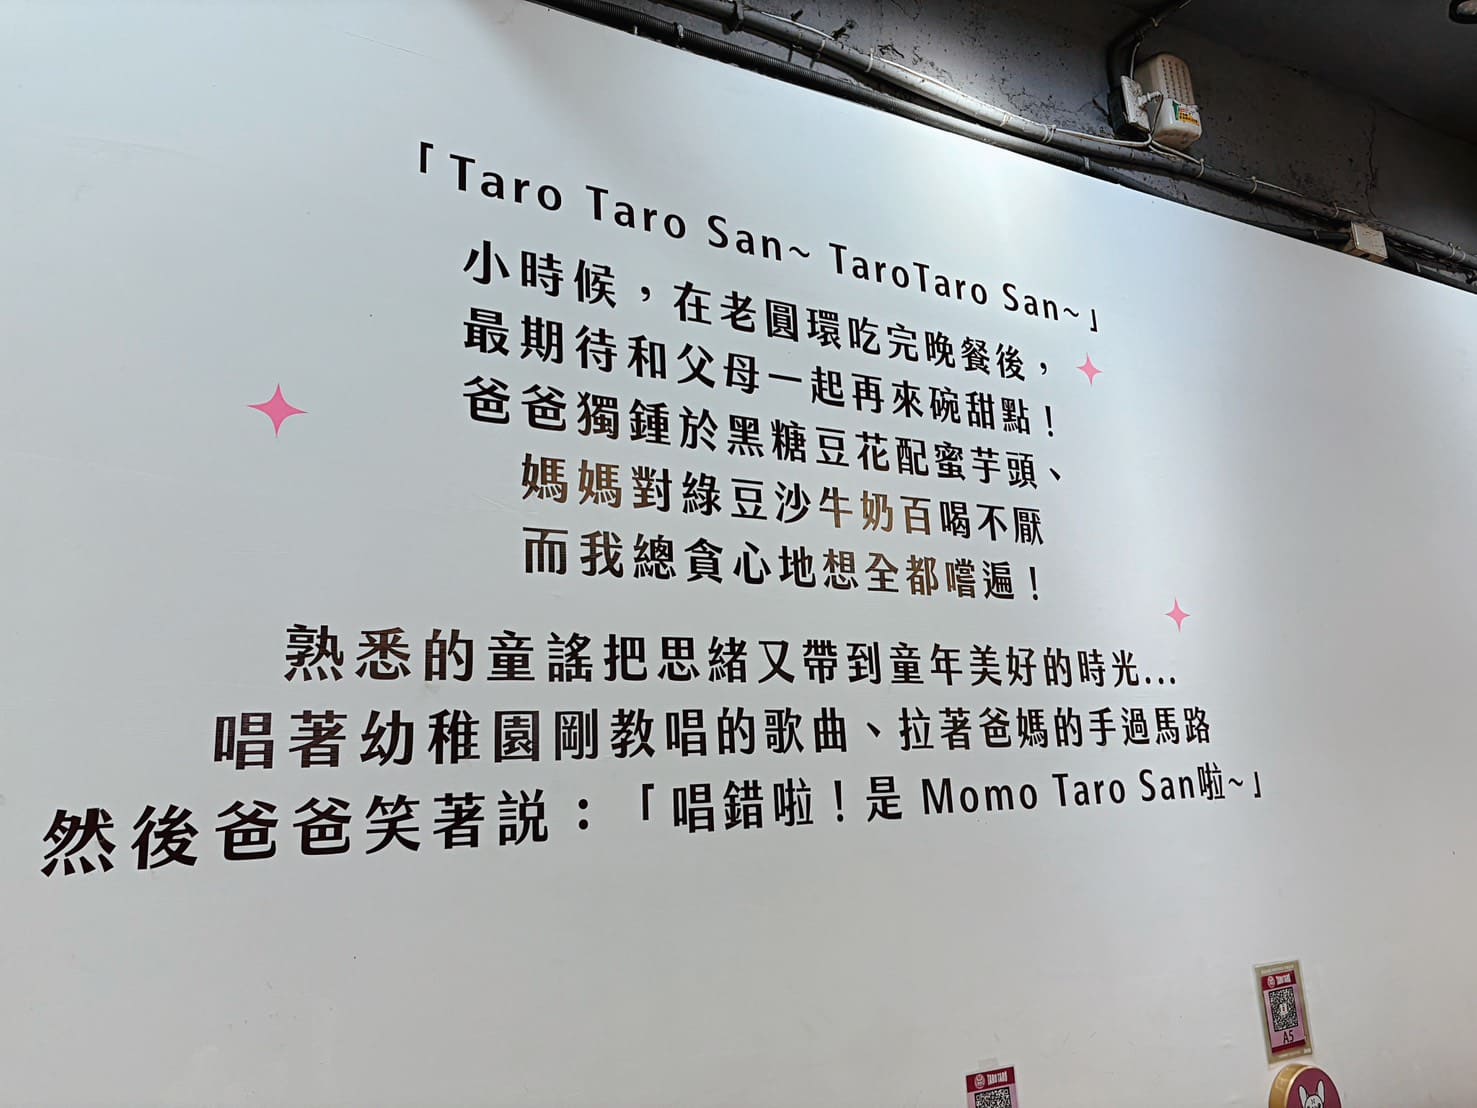 「Taro Taro San~ TaroTaro San~」
小時候，在老圓環吃完晚餐後，
最期待和父母一起再來碗甜點！
爸爸獨鍾於黑糖豆花配蜜芋頭、
媽媽對綠豆沙牛奶百喝不厭
而我總貪心地想全都嚐遍！
熟悉的童謠把思緒又帶到童年美好的時光...
唱著幼稚園剛教唱的歌曲、拉著爸媽的手過馬路
然後爸爸笑著說：「唱錯啦！是 Momo Taro San啦~」
TAROTARO
A5
TAROTARO